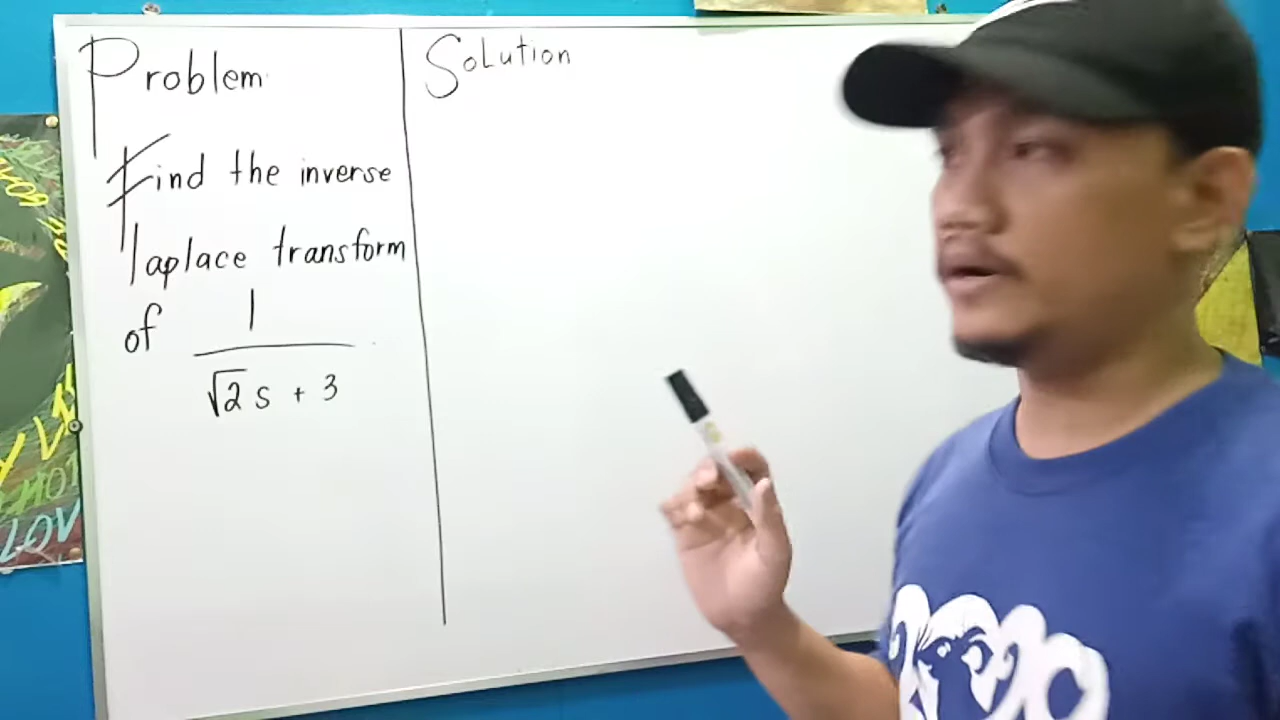 Problem
Find the inverse
laplace transform
of 1
√2 s + 3
Solution